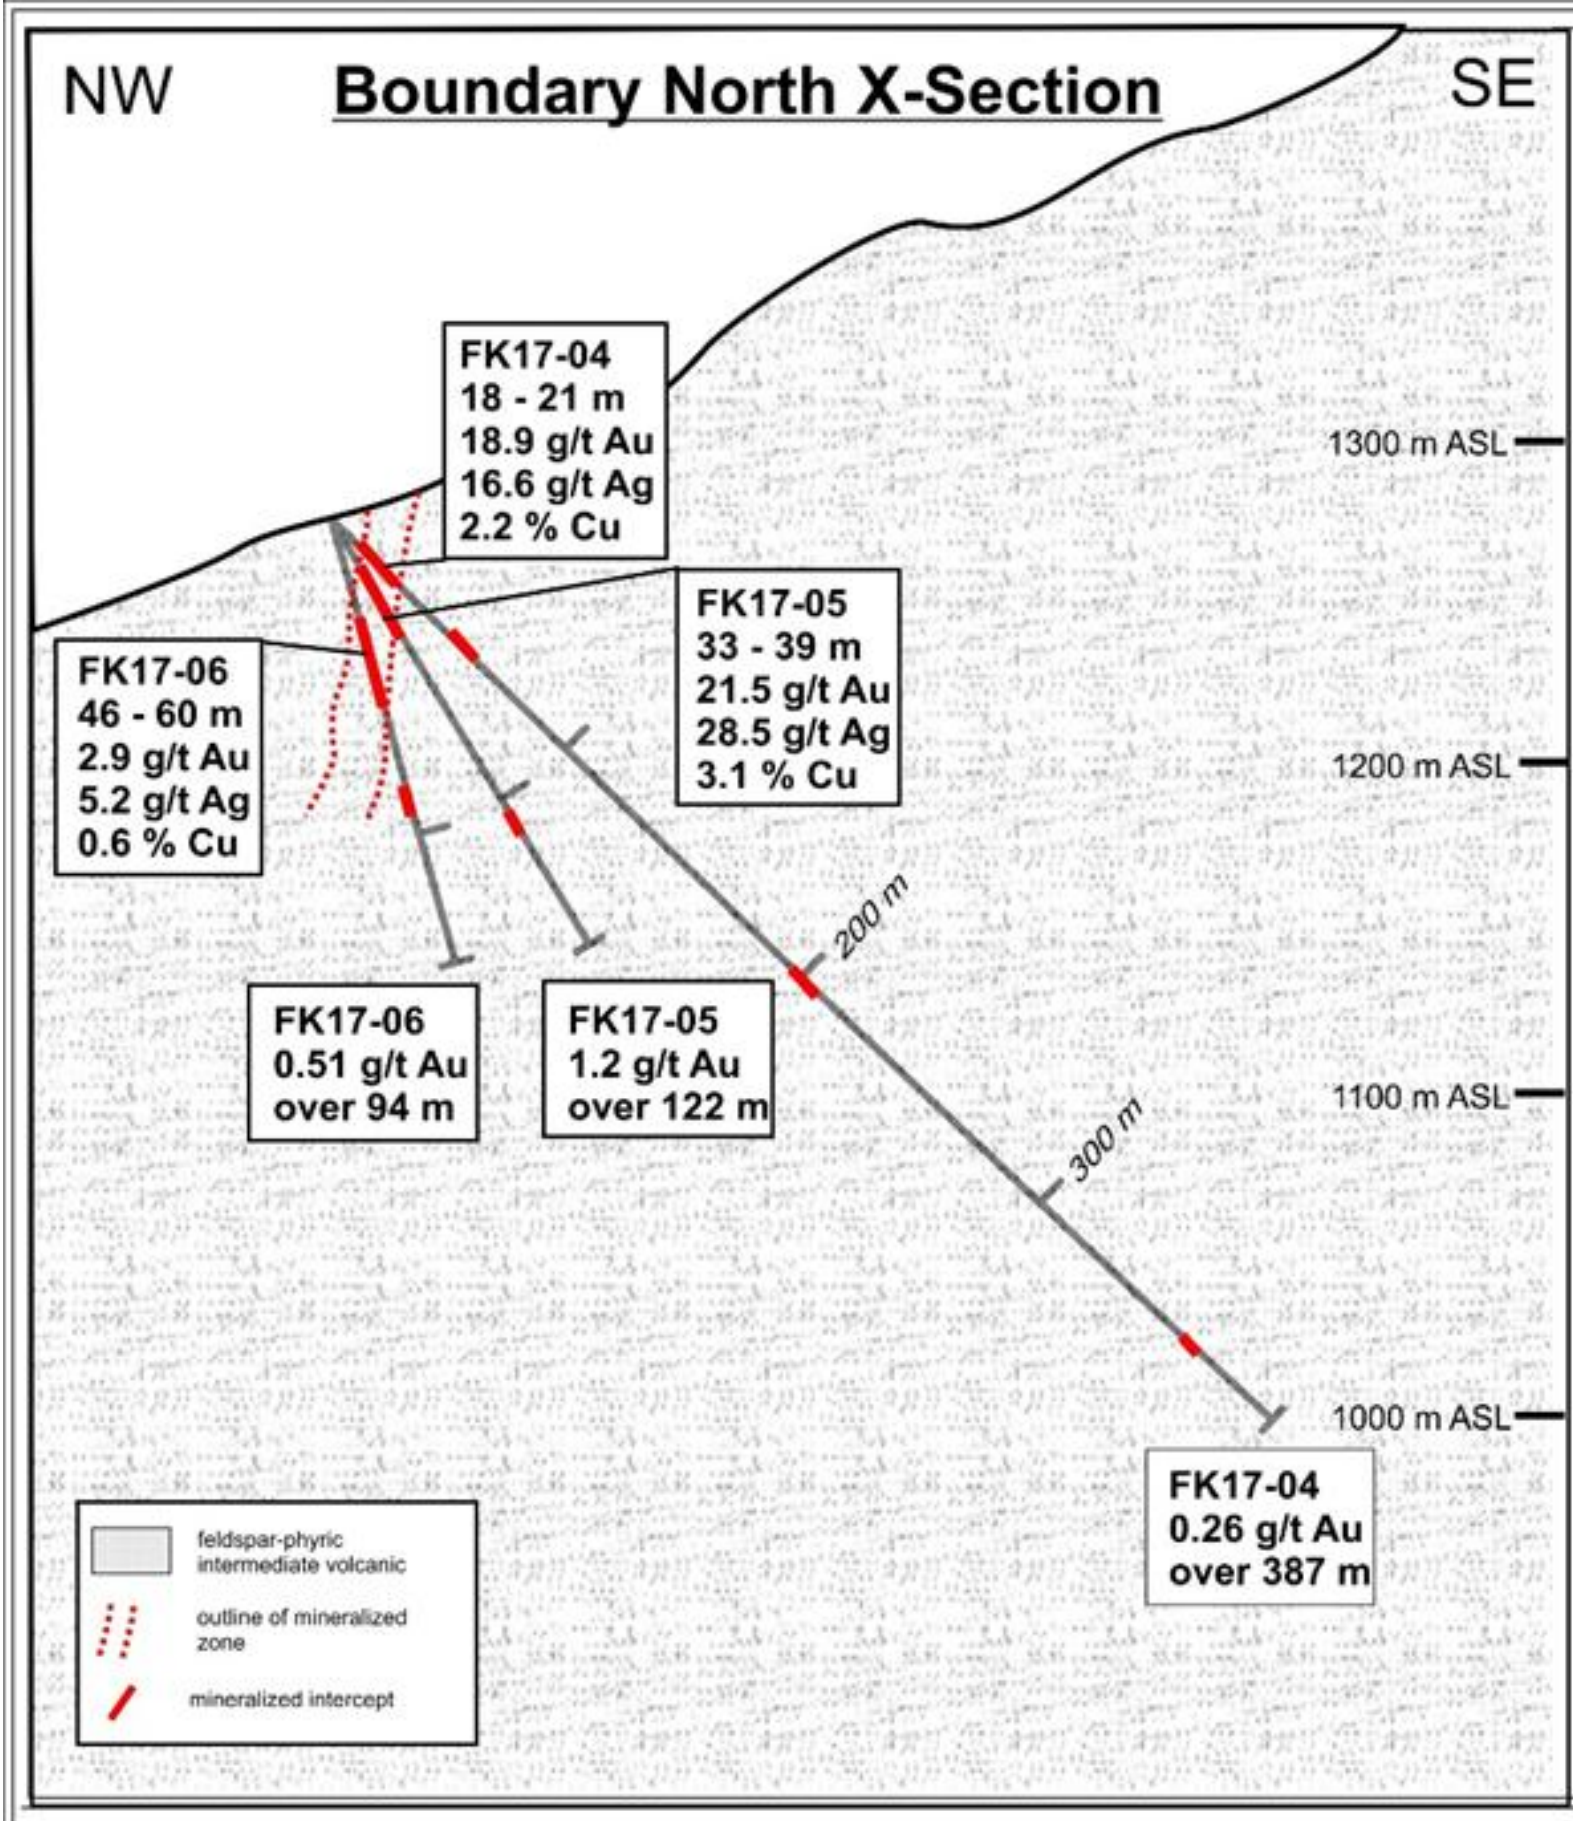 NW
Boundary North X-Section
SE
FK17-04
18 - 21 m
18.9 g/t Au
16.6 g/t Ag
2.2 % Cu
1300 m ASL
FK17-05
33 - 39 m
21.5 g/t Au
28.5 g/t Ag
3.1 % Cu
FK17-06
46 - 60 m
2.9 g/t Au
5.2 g/t Ag
0.6 % Cu
1200 m ASL
200 m
FK17-06
0.51 g/t Au
over 94 m
FK17-05
1.2 g/t Au
over 122 m
1100 m ASL
300 m
1000 m ASL
FK17-04
0.26 g/t Au
over 387 m
feldspar-phyric
intermediate volcanic
outline of mineralized
zone
mineralized intercept